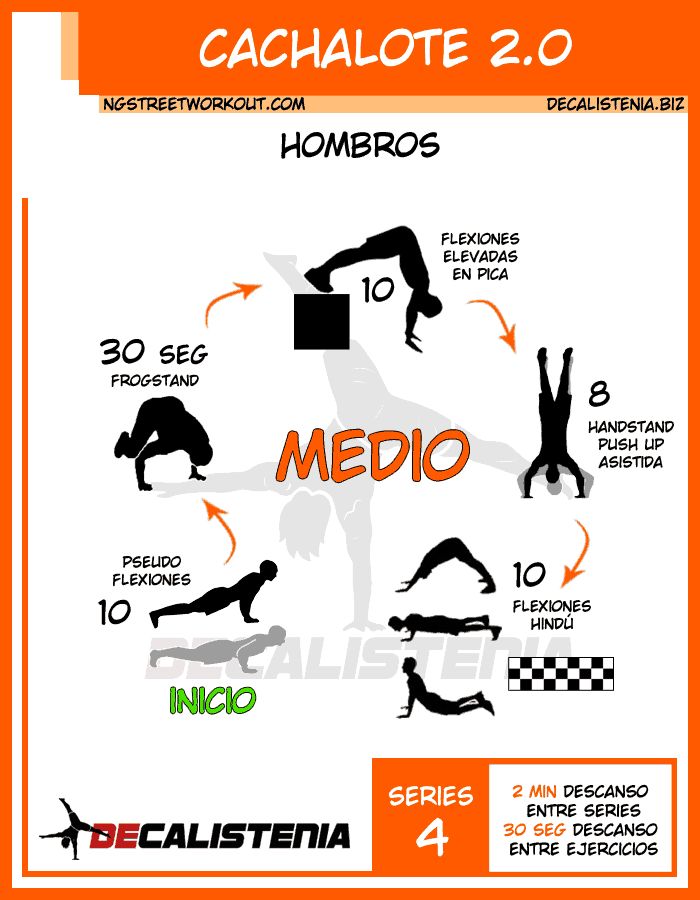 CACHALOTE 2.0
NGSTREETWORKOUT.COM
DECALISTENIA.BIZ
HOMBROS
FLEXIONES
ELEVADAS
EN PICA
10
30 SEG
FROGSTAND
8
HANDSTAND
PUSH UP
ASISTIDA
MEDIO
PSEUDO
FLEXIONES
10
10
FLEXIONES
HINDÚ
DECALISTENIA
INICIO
DECALISTENIA
SERIES
4
2 MIN DESCANSO
ENTRE SERIES
30 SEG DESCANSO
ENTRE EJERCICIOS